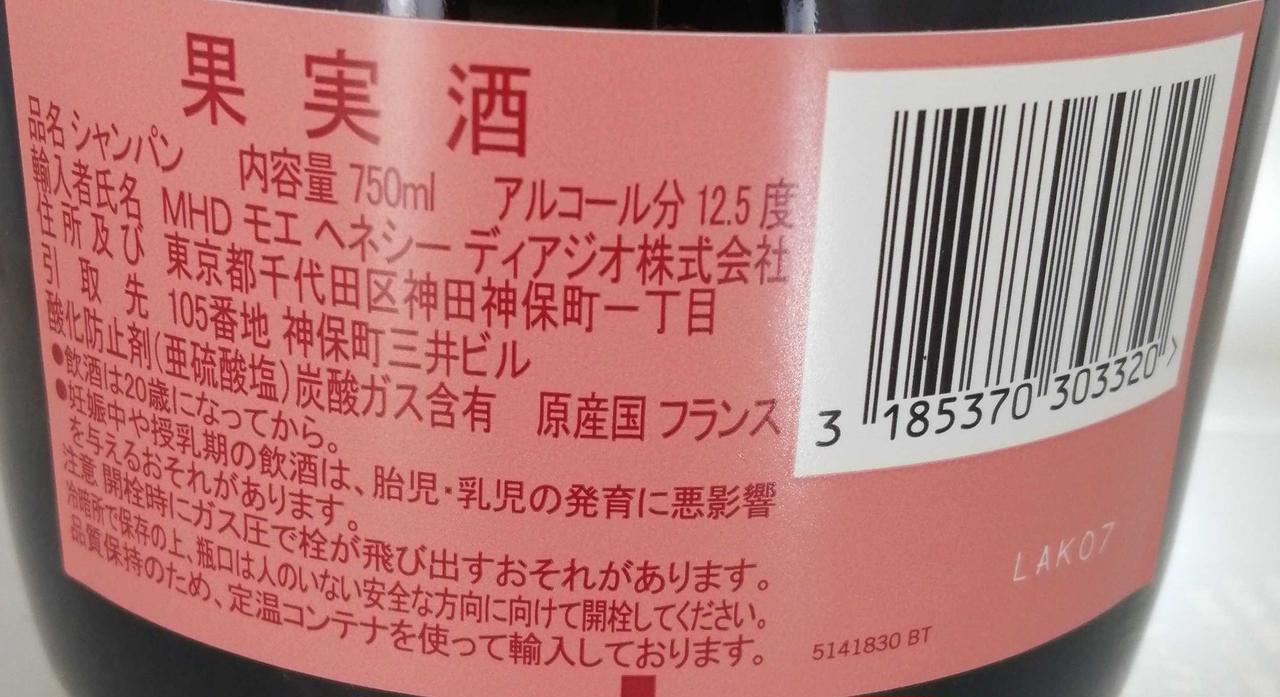 果実酒
品名 シャンパン 内容量 750ml アルコール分 12.5 度
輸入者氏名 MHD モエ ヘネシー ディアジオ株式会社
住所及び 東京都千代田区神田神保町一丁目
引取先 105番地 神保町三井ビル
酸化防止剤(亜硫酸塩)炭酸ガス含有 原産国 フランス
●飲酒は20歳になってから。
●妊娠中や授乳期の飲酒は、胎児・乳児の発育に悪影響
を与えるおそれがあります。
注意 開栓時にガス圧で栓が飛び出すおそれがあります。
冷暗所で保存の上、瓶口は人のいない安全な方向に向けて開栓してください。
品質保持のため、定温コンテナを使って輸入しております。
3 185370 303320 >
LAK07
5141830 BT